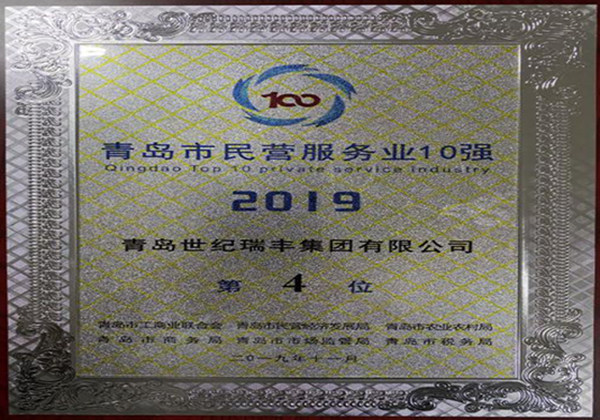 100
青岛市民营服务业10强
Qingdao Top 10 private service industry
2019
青岛世纪瑞丰集团有限公司
第 4 位
青岛市工商业联合会 青岛市民营经济发展局 青岛市农业农村局
青岛市商务局 青岛市市场监管局 青岛市税务局
二〇一九年十一月